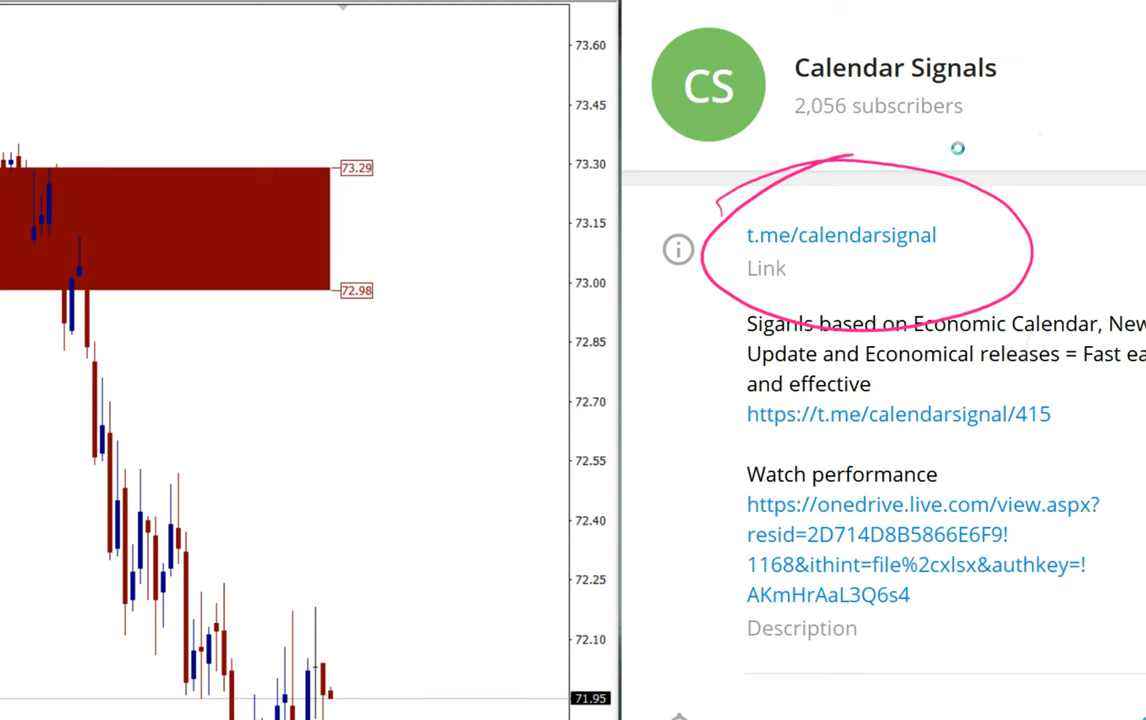 73.60
73.45
73.30
73.29
73.15
73.00
72.98
72.85
72.70
72.55
72.40
72.25
72.10
71.95
CS
Calendar Signals
2,056 subscribers
t.me/calendarsignal
Link
Siganls based on Economic Calendar, New
Update and Economical releases = Fast ea
and effective
https://t.me/calendarsignal/415
Watch performance
https://onedrive.live.com/view.aspx?
resid=2D714D8B5866E6F9!
1168&ithint=file%2cxlsx&authkey=!
AKmHrAaL3Q6s4
Description